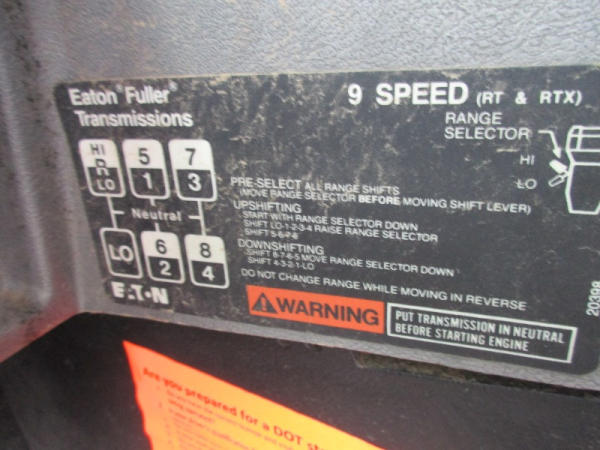 Eaton® Fuller®
Transmissions
9 SPEED (RT & RTX)
RANGE
SELECTOR
HI
LO
HI
R
LO
5
1
7
3
Neutral
LO
6
2
8
4
EAT•N
PRE-SELECT ALL RANGE SHIFTS
(MOVE RANGE SELECTOR BEFORE MOVING SHIFT LEVER)
UPSHIFTING
START WITH RANGE SELECTOR DOWN
SHIFT LO-1-2-3-4 RAISE RANGE SELECTOR
SHIFT 5-6-7-8
DOWNSHIFTING
SHIFT 8-7-6-5 MOVE RANGE SELECTOR DOWN
SHIFT 4-3-2-1-LO
DO NOT CHANGE RANGE WHILE MOVING IN REVERSE
WARNING
PUT TRANSMISSION IN NEUTRAL
BEFORE STARTING ENGINE
20398
Are you prepared for a DOT